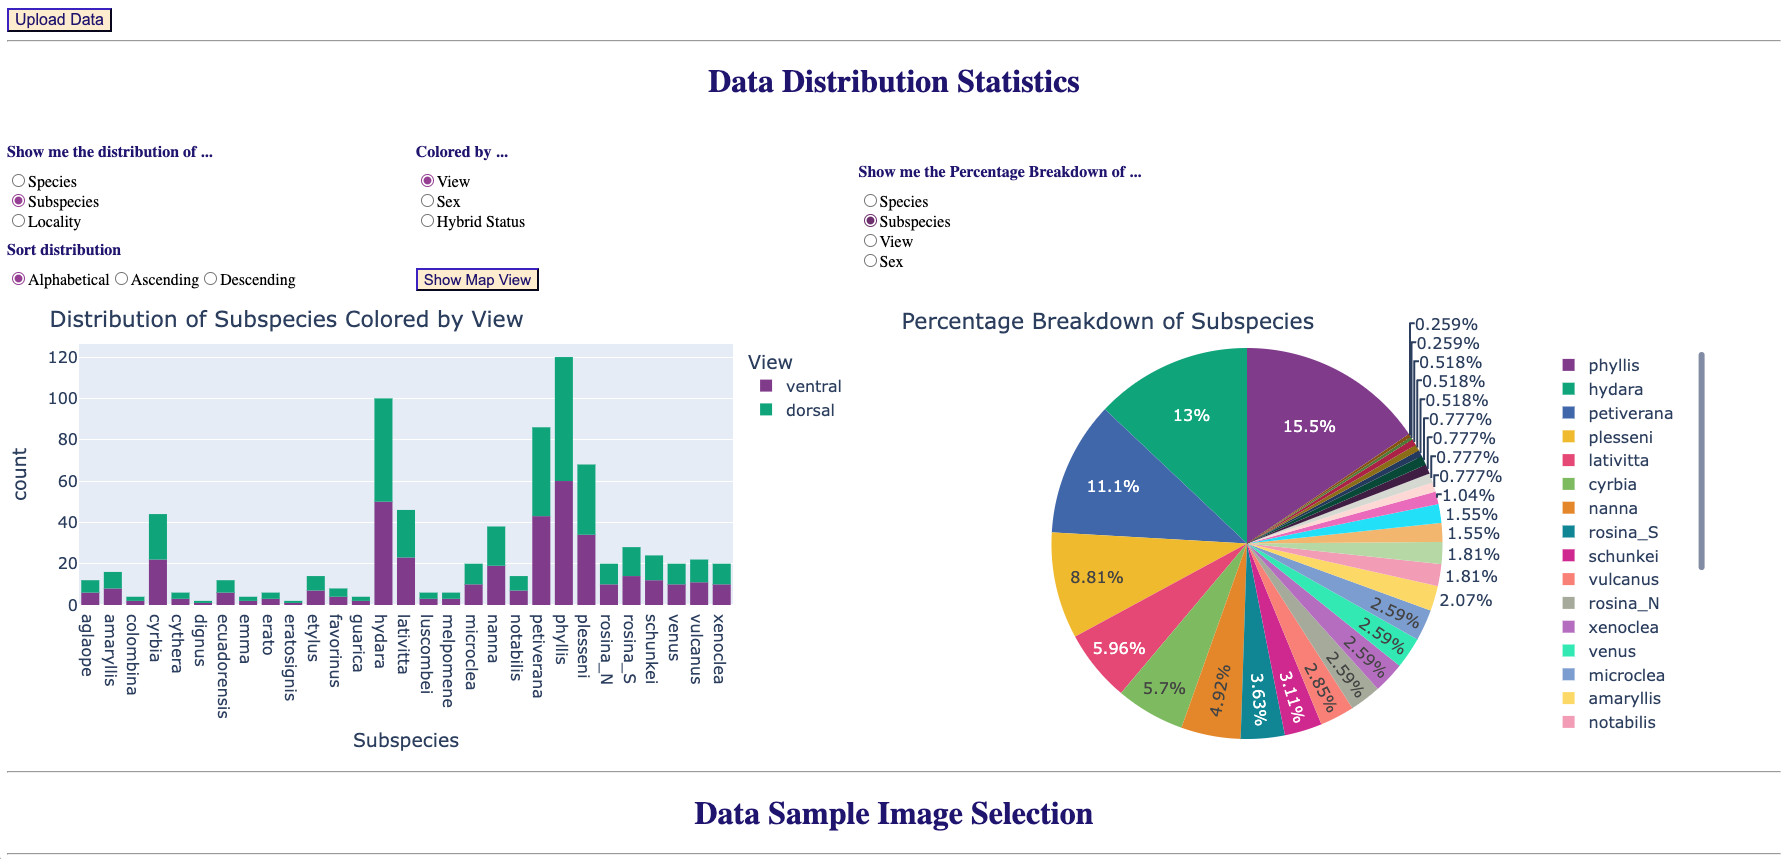 Upload Data
Data Distribution Statistics
Show me the distribution of ...
Species
Subspecies
Locality
Sort distribution
Alphabetical Ascending Descending
Colored by ...
View
Sex
Hybrid Status
Show Map View
Show me the Percentage Breakdown of ...
Species
Subspecies
View
Sex
Distribution of Subspecies Colored by View
count
120
100
80
60
40
20
0
aglaope
amaryllis
colombina
cyrbia
cythera
dignus
ecuadorensis
emma
erato
eratosignis
etylus
favorinus
guarica
hydara
lativitta
luscombei
melpomene
microclea
nanna
notabilis
petiverana
phyllis
plesseni
rosina_N
rosina_S
schunkei
venus
vulcanus
xenoclea
Subspecies
View
ventral
dorsal
Percentage Breakdown of Subspecies
15.5%
0.259%
0.259%
0.518%
0.518%
0.518%
0.777%
0.777%
0.777%
0.777%
1.04%
1.55%
1.55%
1.81%
1.81%
2.07%
2.59%
2.59%
2.59%
2.59%
2.85%
3.11%
3.63%
4.92%
5.7%
5.96%
8.81%
11.1%
13%
phyllis
hydara
petiverana
plesseni
lativitta
cyrbia
nanna
rosina_S
schunkei
vulcanus
rosina_N
xenoclea
venus
microclea
amaryllis
notabilis
Data Sample Image Selection